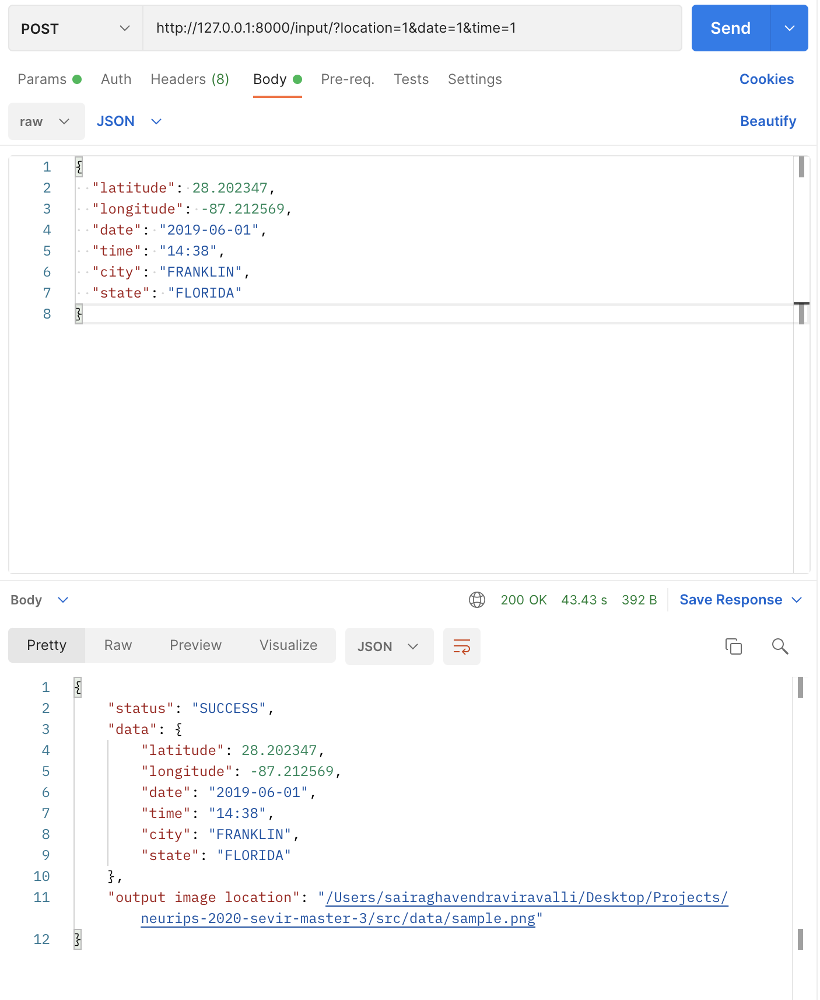 POST http://127.0.0.1:8000/input/?location=1&date=1&time=1 Send
Params Auth Headers (8) Body Pre-req. Tests Settings Cookies
raw JSON Beautify
1 {
2 "latitude": 28.202347,
3 "longitude": -87.212569,
4 "date": "2019-06-01",
5 "time": "14:38",
6 "city": "FRANKLIN",
7 "state": "FLORIDA"
8 }
Body 200 OK 43.43 s 392 B Save Response
Pretty Raw Preview Visualize JSON
1 {
2 "status": "SUCCESS",
3 "data": {
4 "latitude": 28.202347,
5 "longitude": -87.212569,
6 "date": "2019-06-01",
7 "time": "14:38",
8 "city": "FRANKLIN",
9 "state": "FLORIDA"
10 },
11 "output image location": "/Users/sairaghavendraviravalli/Desktop/Projects/
neurips-2020-sevir-master-3/src/data/sample.png"
12 }